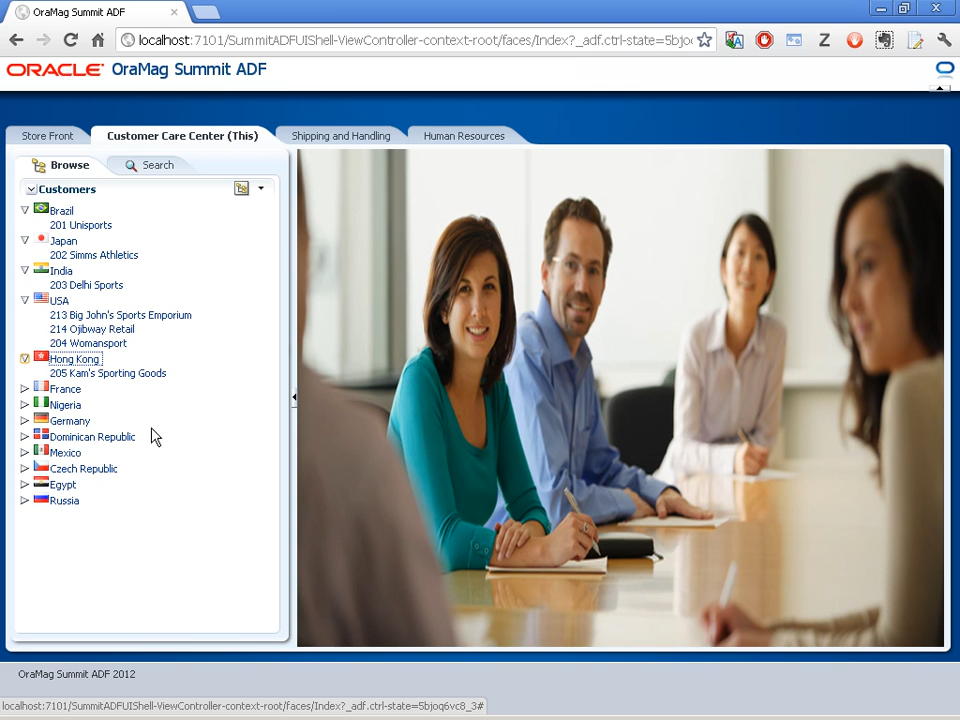 OraMag Summit ADF
localhost:7101/SummitADFUIShell-ViewController-context-root/faces/Index?_adf.ctrl-state=5bjoq
ORACLE OraMag Summit ADF
Store Front
Customer Care Center (This)
Shipping and Handling
Human Resources
Browse
Search
Customers
Brazil
201 Unisports
Japan
202 Simms Athletics
India
203 Delhi Sports
USA
213 Big John's Sports Emporium
214 Ojibway Retail
204 Womansport
Hong Kong
205 Kam's Sporting Goods
France
Nigeria
Germany
Dominican Republic
Mexico
Czech Republic
Egypt
Russia
OraMag Summit ADF 2012
localhost:7101/SummitADFUIShell-ViewController-context-root/faces/Index?_adf.ctrl-state=5bjoq6vc8_3#